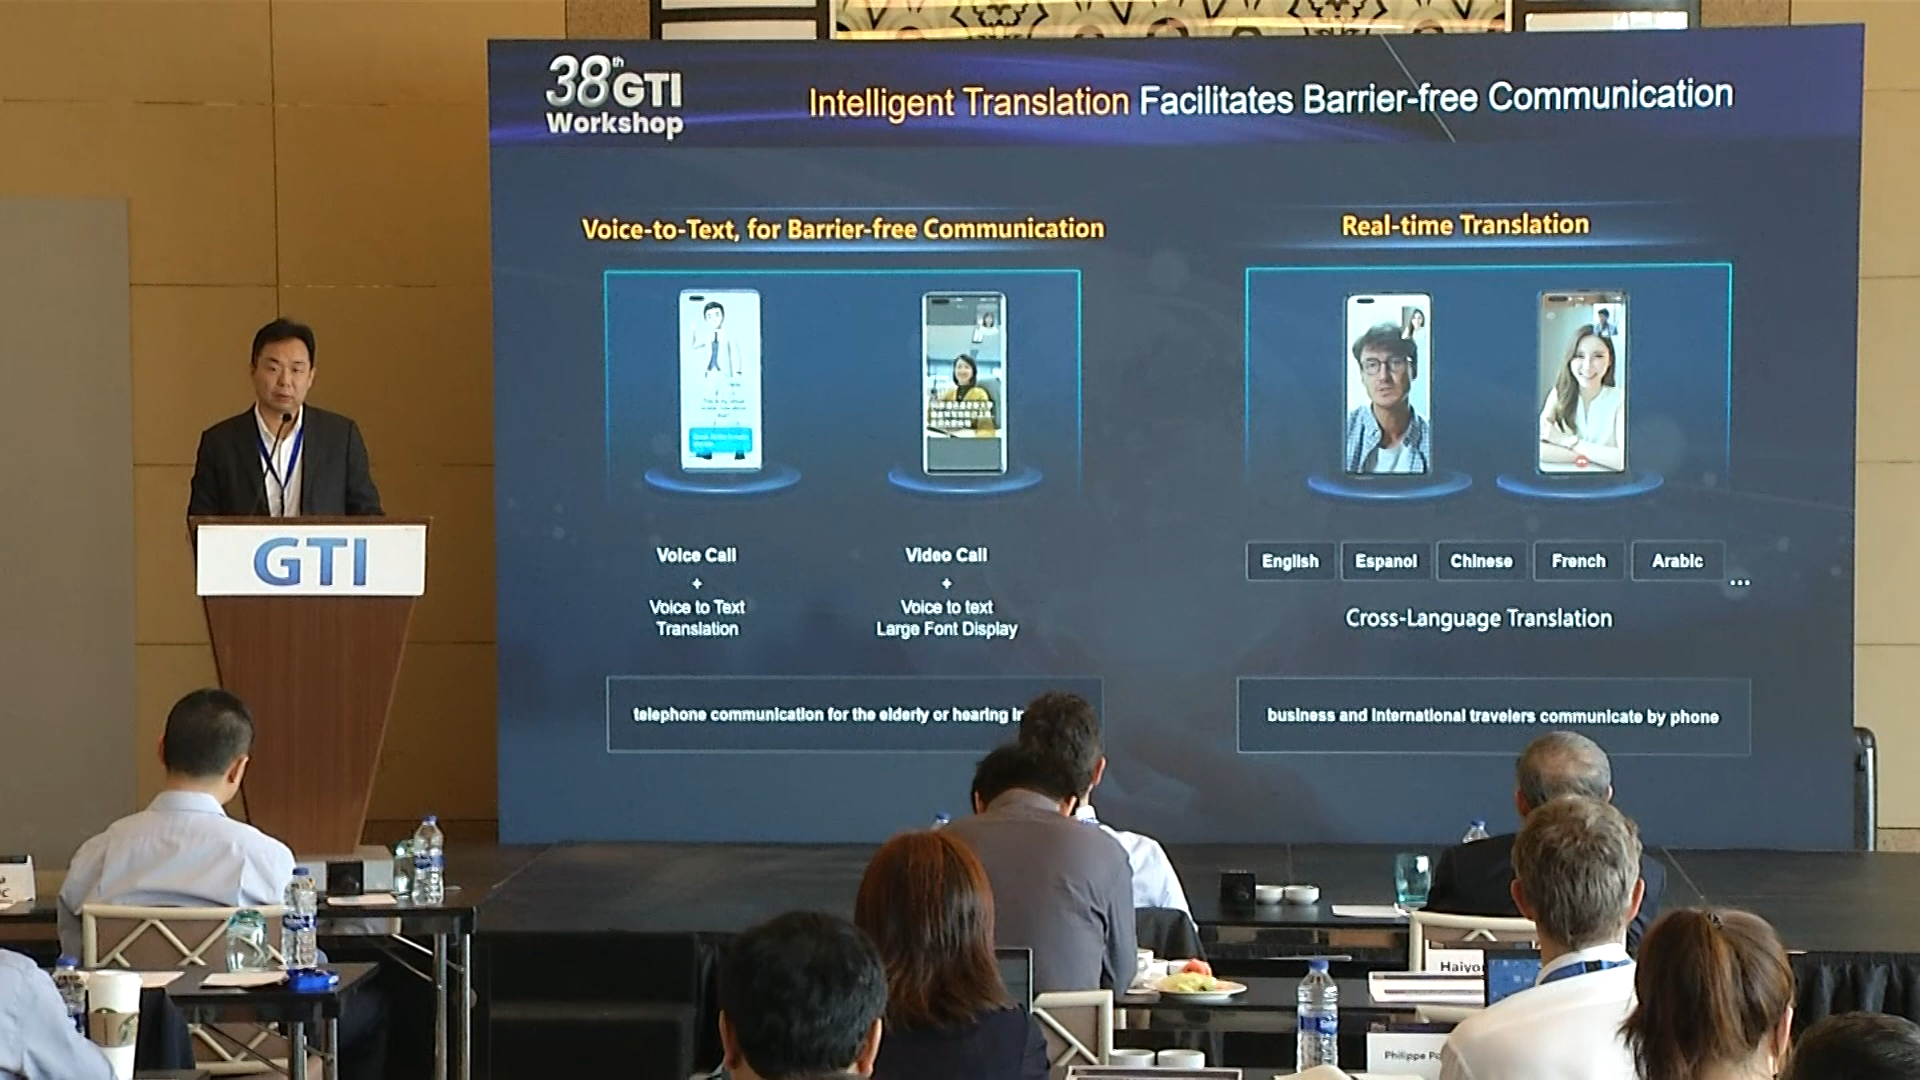 38th GTI
Workshop
Intelligent Translation Facilitates Barrier-free Communication
Voice-to-Text, for Barrier-free Communication
Real-time Translation
Voice Call
+
Voice to Text
Translation
Video Call
+
Voice to text
Large Font Display
English Espanol Chinese French Arabic ...
Cross-Language Translation
telephone communication for the elderly or hearing
business and international travelers communicate by phone
GTI
Haiyo
Philippe